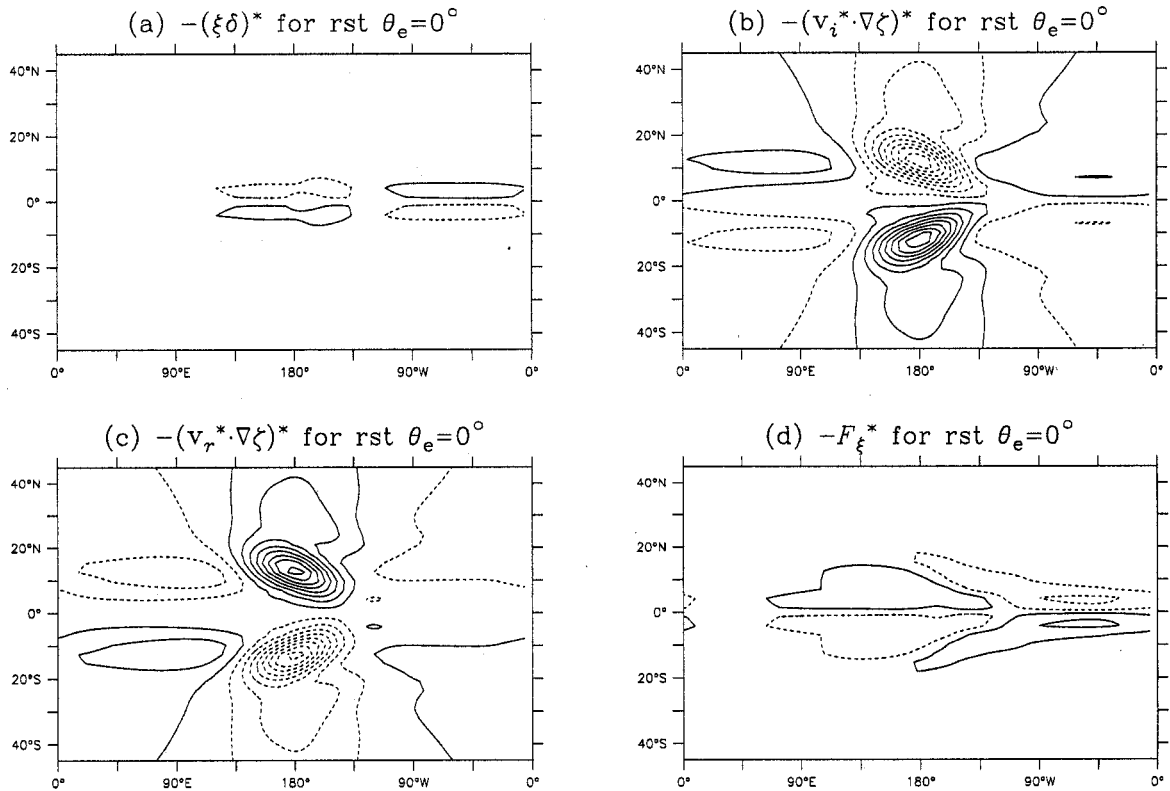 (a) −(ξδ)* for rst θe=0°
(b) −(vi*·∇ζ)* for rst θe=0°
40°N
20°N
0°
20°S
40°S
0°
90°E
180°
90°W
0°
40°N
20°N
0°
20°S
40°S
0°
90°E
180°
90°W
0°
(c) −(vr*·∇ζ)* for rst θe=0°
(d) −Fξ* for rst θe=0°
40°N
20°N
0°
20°S
40°S
0°
90°E
180°
90°W
0°
40°N
20°N
0°
20°S
40°S
0°
90°E
180°
90°W
0°